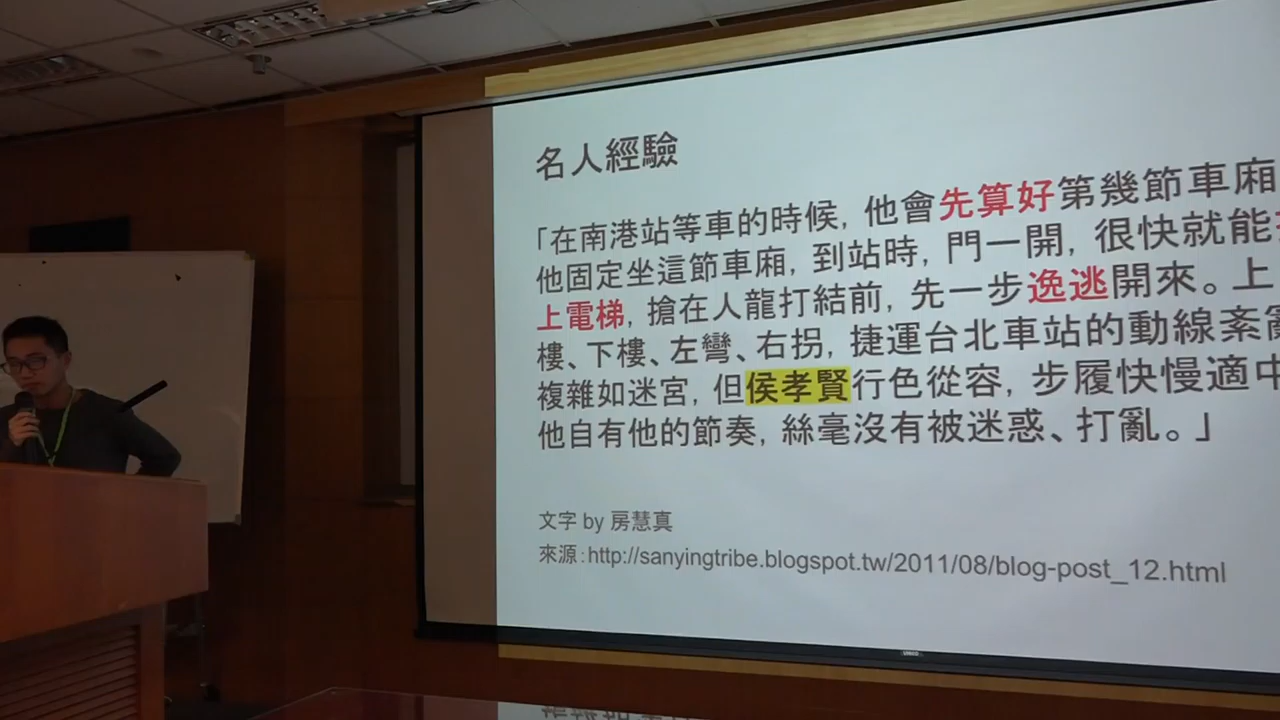 名人經驗
「在南港站等車的時候, 他會先算好第幾節車廂
他固定坐這節車廂, 到站時, 門一開, 很快就能
上電梯, 搶在人龍打結前, 先一步逸逃開來。上
樓、下樓、左彎、右拐, 捷運台北車站的動線紊
複雜如迷宮, 但侯孝賢行色從容, 步履快慢適中
他自有他的節奏, 絲毫沒有被迷惑、打亂。」
文字 by 房慧真
來源:http://sanyingtribe.blogspot.tw/2011/08/blog-post_12.html